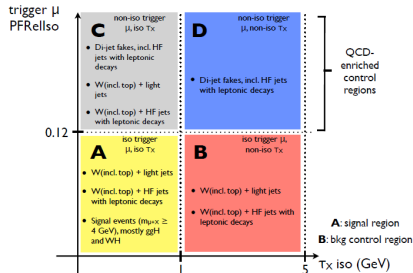 trigger μ
PFRelIso
C
non-iso trigger
μ, iso τx
Di-jet fakes, incl. HF
jets with leptonic
decays
W(incl. top) + light
jets
W(incl. top) + HF jets
with leptonic decays
D
non-iso trigger
μ, non-iso τx
Di-jet fakes, incl. HF jets
with leptonic decays
QCD-
enriched
control
regions
0.12
A
iso trigger
μ, iso τx
W(incl. top) + light jets
W(incl. top) + HF jets
with leptonic decays
Signal events (mμ+X ≥
4 GeV), mostly ggH
and WH
B
iso trigger μ,
non-iso τx
W(incl. top) + light jets
W(incl. top) + HF jets with
leptonic decays
A: signal region
B: bkg control region
1
5
τx iso (GeV)